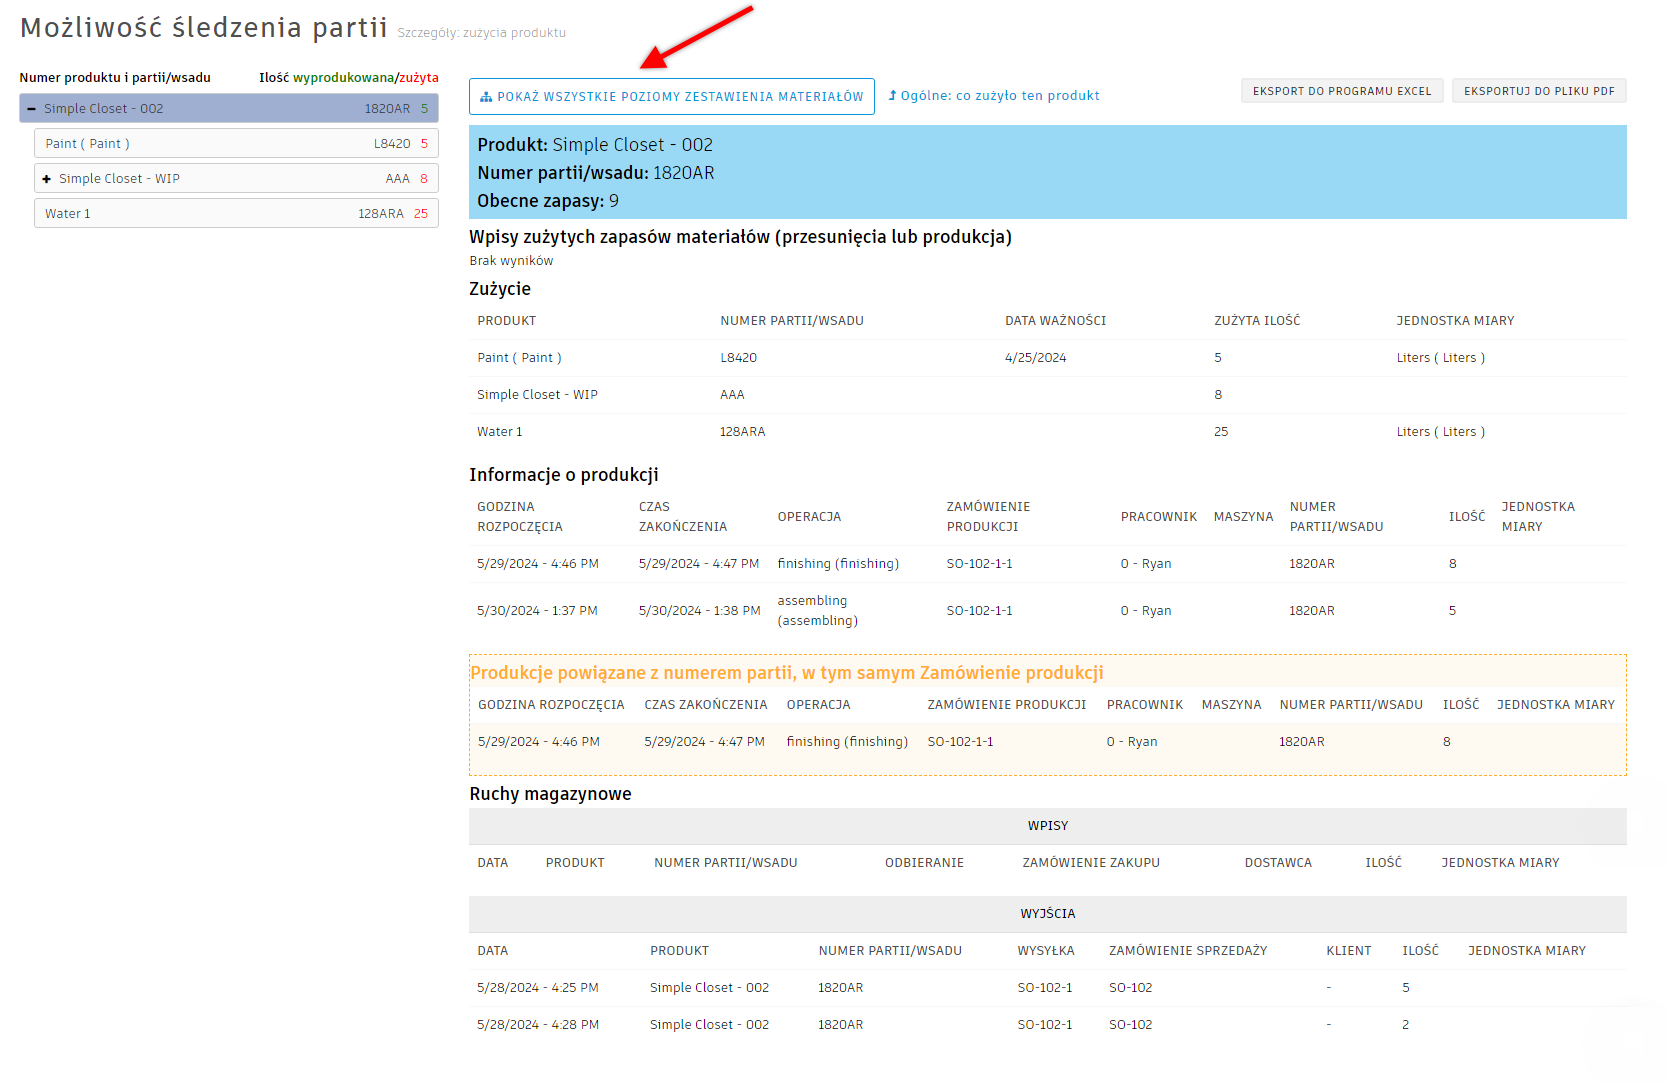 Możliwość śledzenia partii Szczegóły: zużycia produktu
Numer produktu i partii/wsadu Ilość wyprodukowana/zużyta
Simple Closet - 002 1820AR 5
Paint ( Paint ) L8420 5
Simple Closet - WIP AAA 8
Water 1 128ARA 25
POKAŻ WSZYSTKIE POZIOMY ZESTAWIENIA MATERIAŁÓW Ogólne: co zużyło ten produkt EKSPORT DO PROGRAMU EXCEL EKSPORTUJ DO PLIKU PDF
Produkt: Simple Closet - 002
Numer partii/wsadu: 1820AR
Obecne zapasy: 9
Wpisy zużytych zapasów materiałów (przesunięcia lub produkcja)
Brak wyników
Zużycie
PRODUKT NUMER PARTII/WSADU DATA WAŻNOŚCI ZUŻYTA ILOŚĆ JEDNOSTKA MIARY
Paint ( Paint ) L8420 4/25/2024 5 Liters ( Liters )
Simple Closet - WIP AAA 8
Water 1 128ARA 25 Liters ( Liters )
Informacje o produkcji
GODZINA ROZPOCZĘCIA CZAS ZAKOŃCZENIA OPERACJA ZAMÓWIENIE PRODUKCJI PRACOWNIK MASZYNA NUMER PARTII/WSADU ILOŚĆ JEDNOSTKA MIARY
5/29/2024 - 4:46 PM 5/29/2024 - 4:47 PM finishing (finishing) SO-102-1-1 0 - Ryan 1820AR 8
5/30/2024 - 1:37 PM 5/30/2024 - 1:38 PM assembling (assembling) SO-102-1-1 0 - Ryan 1820AR 5
Produkcje powiązane z numerem partii, w tym samym Zamówienie produkcji
GODZINA ROZPOCZĘCIA CZAS ZAKOŃCZENIA OPERACJA ZAMÓWIENIE PRODUKCJI PRACOWNIK MASZYNA NUMER PARTII/WSADU ILOŚĆ JEDNOSTKA MIARY
5/29/2024 - 4:46 PM 5/29/2024 - 4:47 PM finishing (finishing) SO-102-1-1 0 - Ryan 1820AR 8
Ruchy magazynowe
WPISY
DATA PRODUKT NUMER PARTII/WSADU ODBIERANIE ZAMÓWIENIE ZAKUPU DOSTAWCA ILOŚĆ JEDNOSTKA MIARY
WYJŚCIA
DATA PRODUKT NUMER PARTII/WSADU WYSYŁKA ZAMÓWIENIE SPRZEDAŻY KLIENT ILOŚĆ JEDNOSTKA MIARY
5/28/2024 - 4:25 PM Simple Closet - 002 1820AR SO-102-1 SO-102 - 5
5/28/2024 - 4:28 PM Simple Closet - 002 1820AR SO-102-1 SO-102 - 2